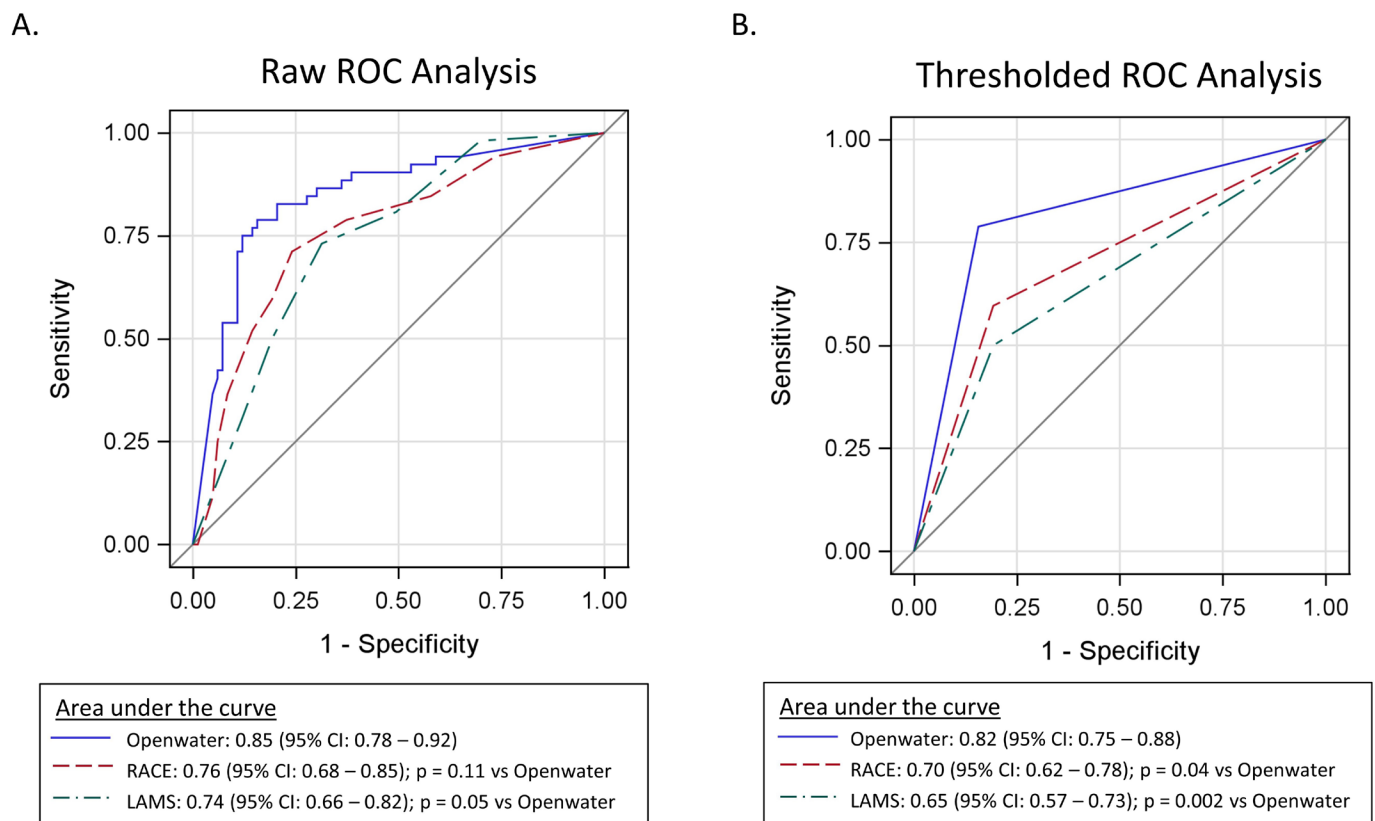 A.
Raw ROC Analysis
1.00
0.75
0.50
0.25
0.00
Sensitivity
0.00 0.25 0.50 0.75 1.00
1 - Specificity
Area under the curve
Openwater: 0.85 (95% CI: 0.78 – 0.92)
RACE: 0.76 (95% CI: 0.68 – 0.85); p = 0.11 vs Openwater
LAMS: 0.74 (95% CI: 0.66 – 0.82); p = 0.05 vs Openwater
B.
Thresholded ROC Analysis
1.00
0.75
0.50
0.25
0.00
Sensitivity
0.00 0.25 0.50 0.75 1.00
1 - Specificity
Area under the curve
Openwater: 0.82 (95% CI: 0.75 – 0.88)
RACE: 0.70 (95% CI: 0.62 – 0.78); p = 0.04 vs Openwater
LAMS: 0.65 (95% CI: 0.57 – 0.73); p = 0.002 vs Openwater